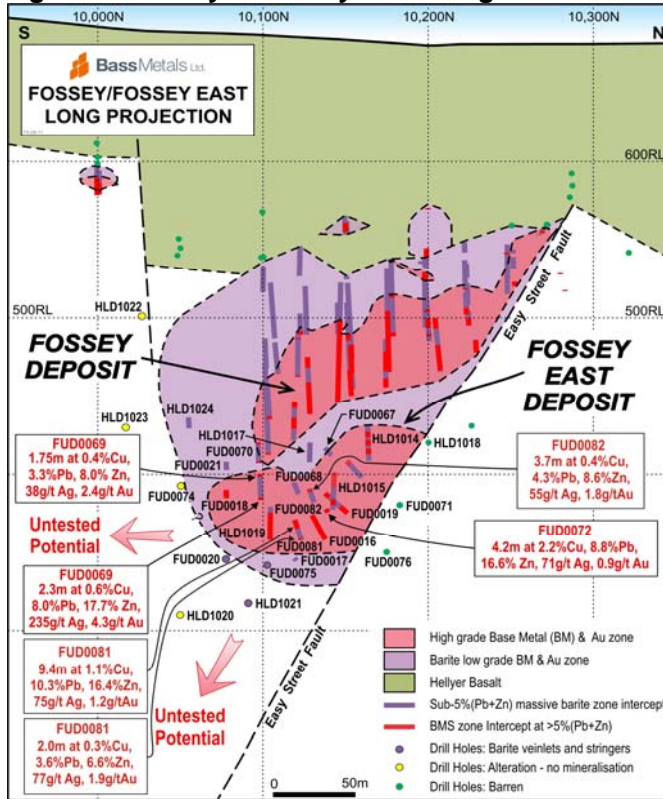 10,000N
10,100N
10,200N
10,300N
S
N
BassMetals Ltd.
FOSSEY/FOSSEY EAST
LONG PROJECTION
600RL
HLD1022
500RL
500RL
Easy Street Fault
FOSSEY
DEPOSIT
FOSSEY
EAST
DEPOSIT
HLD1024
FUD0067
HLD1023
HLD1017
HLD1014
HLD1018
FUD0070
FUD0021
FUD0068
HLD1015
FUD0069
1.75m at 0.4%Cu,
3.3%Pb, 8.0% Zn,
38g/t Ag, 2.4g/t Au
FUD0082
3.7m at 0.4%Cu,
4.3%Pb, 8.6%Zn,
55g/t Ag, 1.8g/tAu
FUD0074
FUD0018
FUD0082
FUD0019
FUD0071
HLD1019
FUD0081
FUD0016
FUD0020
FUD0017
FUD0075
FUD0076
Untested
Potential
FUD0072
4.2m at 2.2%Cu, 8.8%Pb,
16.6% Zn, 71g/t Ag, 0.9g/t Au
FUD0069
2.3m at 0.6%Cu,
8.0%Pb, 17.7% Zn,
235g/t Ag, 4.3g/t Au
HLD1020
HLD1021
FUD0081
9.4m at 1.1%Cu,
10.3%Pb, 16.4%Zn,
75g/t Ag, 1.2g/tAu
Untested
Potential
FUD0081
2.0m at 0.3%Cu,
3.6%Pb, 6.6%Zn,
77g/t Ag, 1.9g/tAu
Easy Street Fault
High grade Base Metal (BM) & Au zone
Barite low grade BM & Au zone
Hellyer Basalt
Sub-5%(Pb+Zn) massive barite zone intercept
BMS zone Intercept at >5%(Pb+Zn)
Drill Holes: Barite veinlets and stringers
Drill Holes: Alteration - no mineralisation
Drill Holes: Barren
0
50m